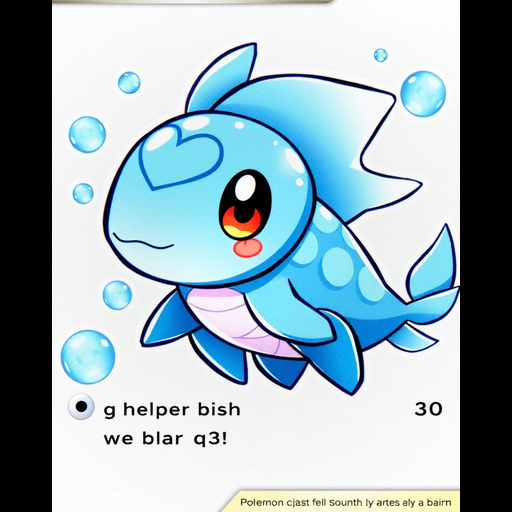 g helper bish 30
we blar q3!
Polemon cjast fell sounth ly artes aly a bairn